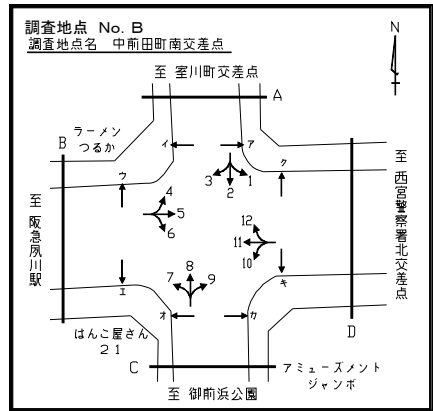 調査地点 No. B
調査地点名 中前田町南交差点
N
至 室川町交差点
A
B
ラーメン
つるか
イ
ア
ク
ウ
3
2
1
4
5
6
12
11
10
7
8
9
エ
オ
カ
キ
至 阪急夙川駅
至 西宮警察署北交差点
はんこ屋さん
21
C
D
アミューズメント
ジャンボ
至 御前浜公園